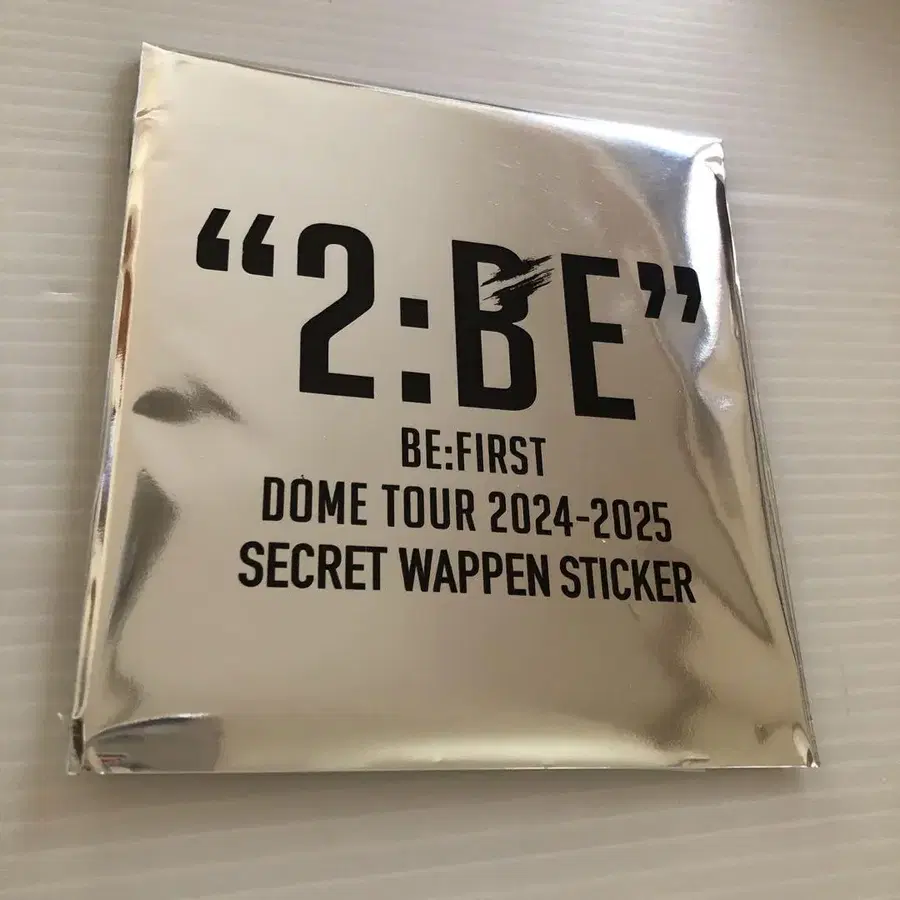 “2:BE”
BE:FIRST
DOME TOUR 2024-2025
SECRET WAPPEN STICKER